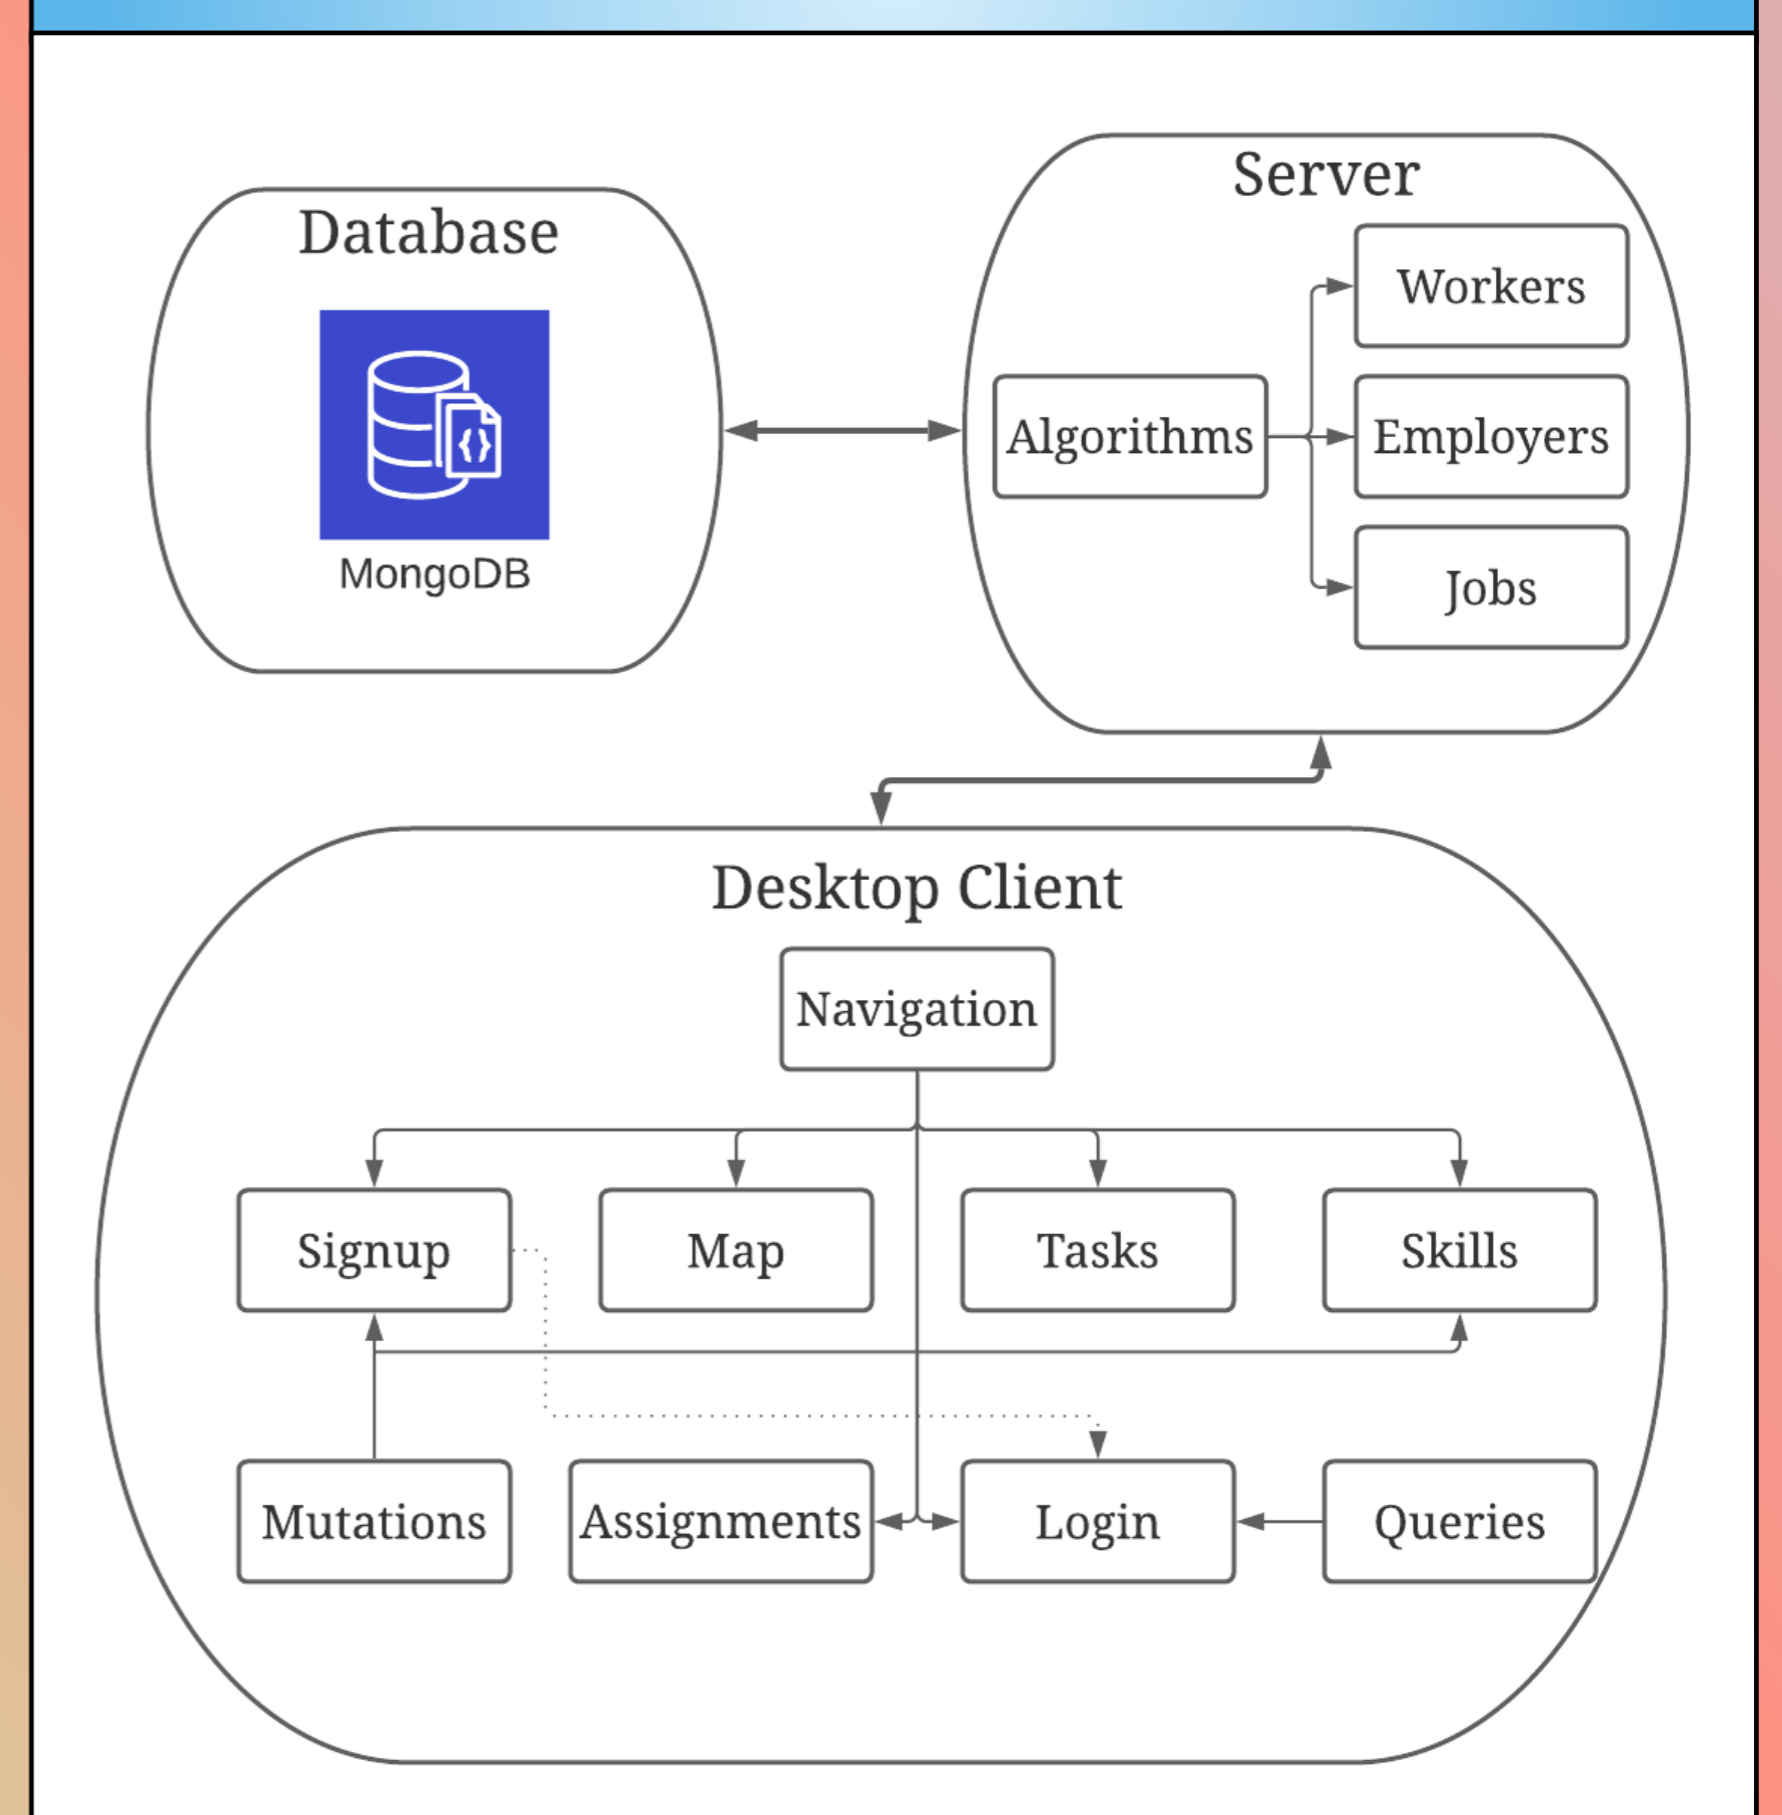 Database
{}
MongoDB
Server
Workers
Algorithms
Employers
Jobs
Desktop Client
Navigation
Signup
Map
Tasks
Skills
Mutations
Assignments
Login
Queries